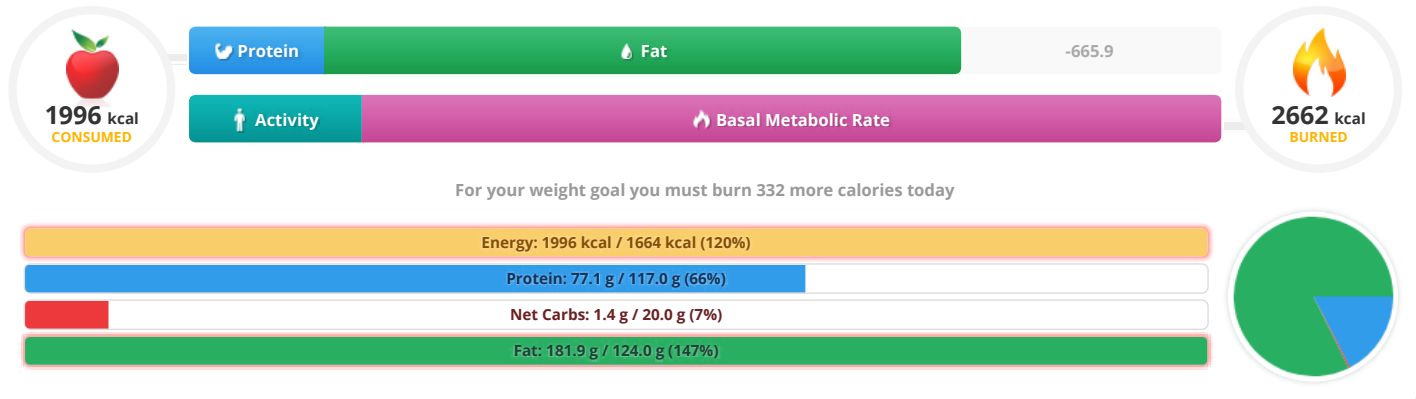 1996 kcal
CONSUMED
Protein
Fat
-665.9
Activity
Basal Metabolic Rate
2662 kcal
BURNED
For your weight goal you must burn 332 more calories today
Energy: 1996 kcal / 1664 kcal (120%)
Protein: 77.1 g / 117.0 g (66%)
Net Carbs: 1.4 g / 20.0 g (7%)
Fat: 181.9 g / 124.0 g (147%)